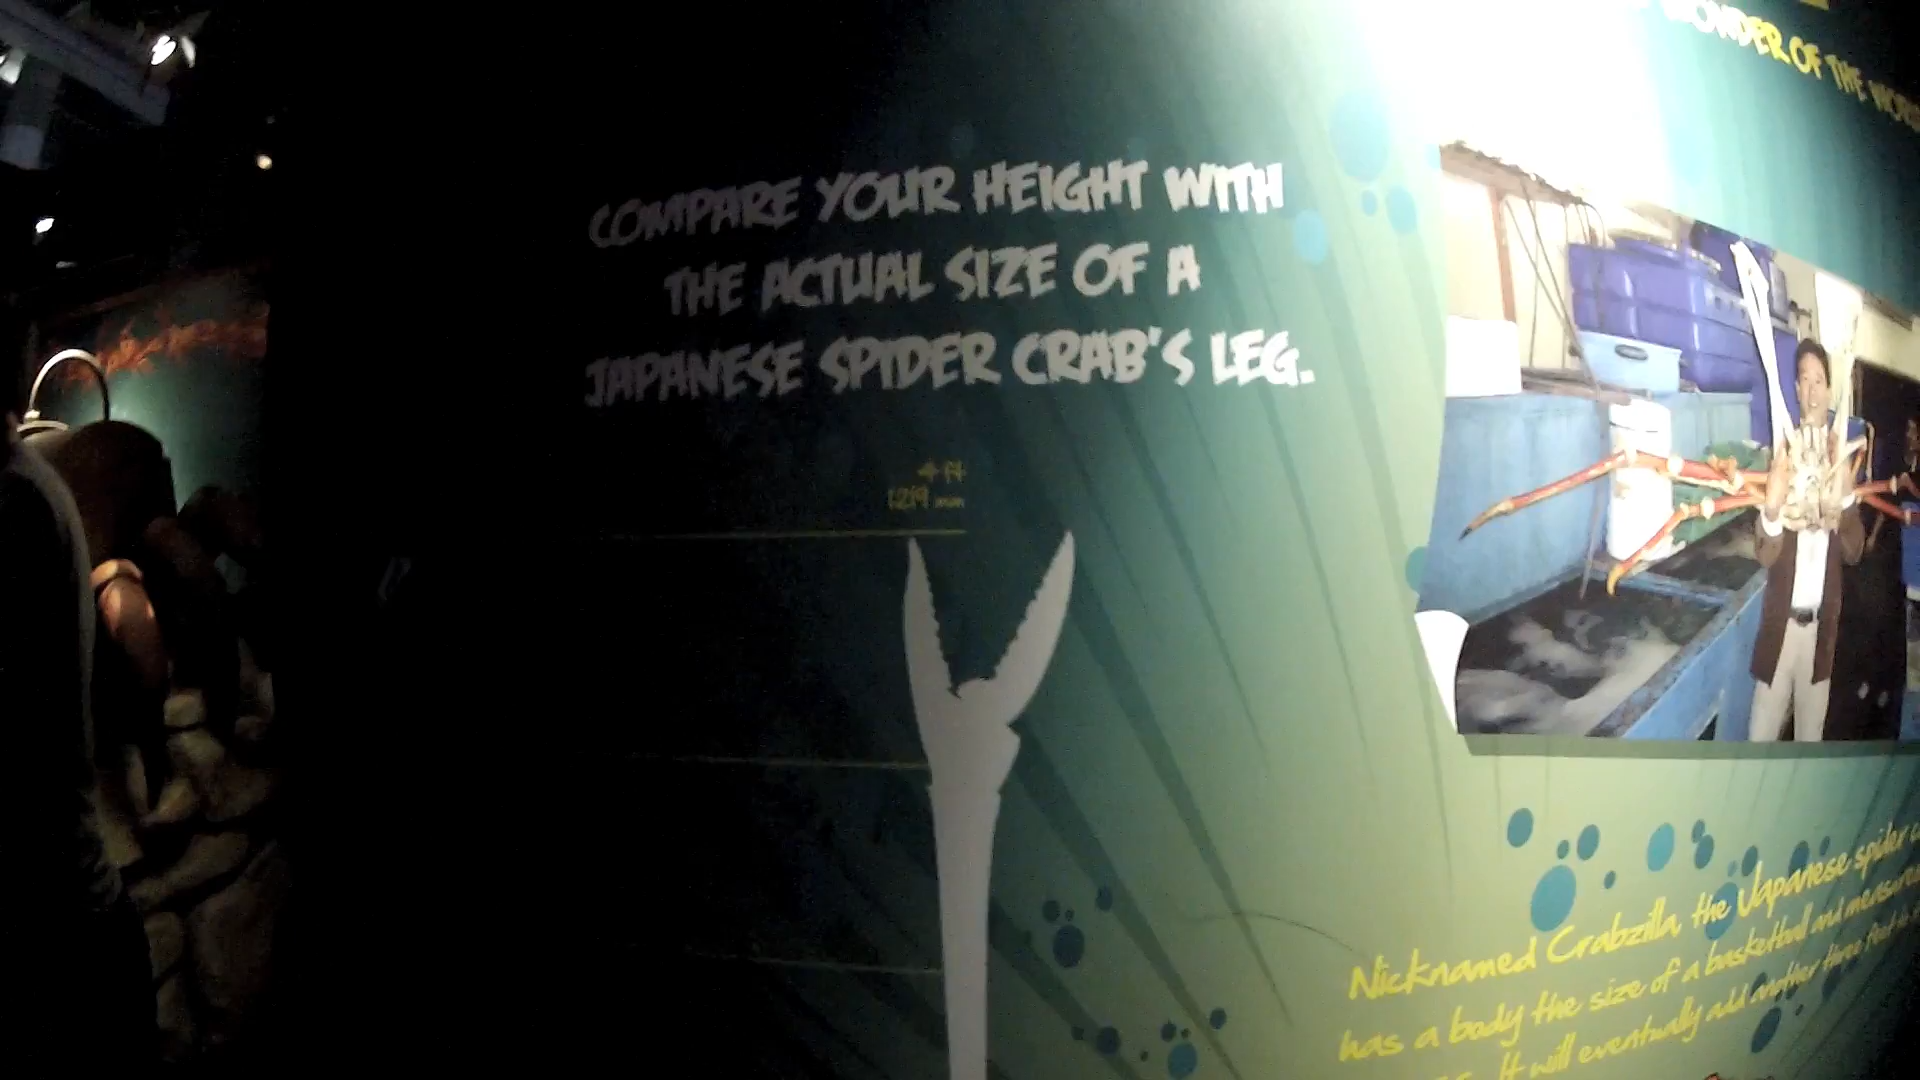 WONDER OF THE WORLD
COMPARE YOUR HEIGHT WITH
THE ACTUAL SIZE OF A
JAPANESE SPIDER CRAB'S LEG.
4 ft
1219 mm
Nicknamed Crabzilla, the Japanese spider
has a body the size of a basketball and measures
It will eventually add another three feet